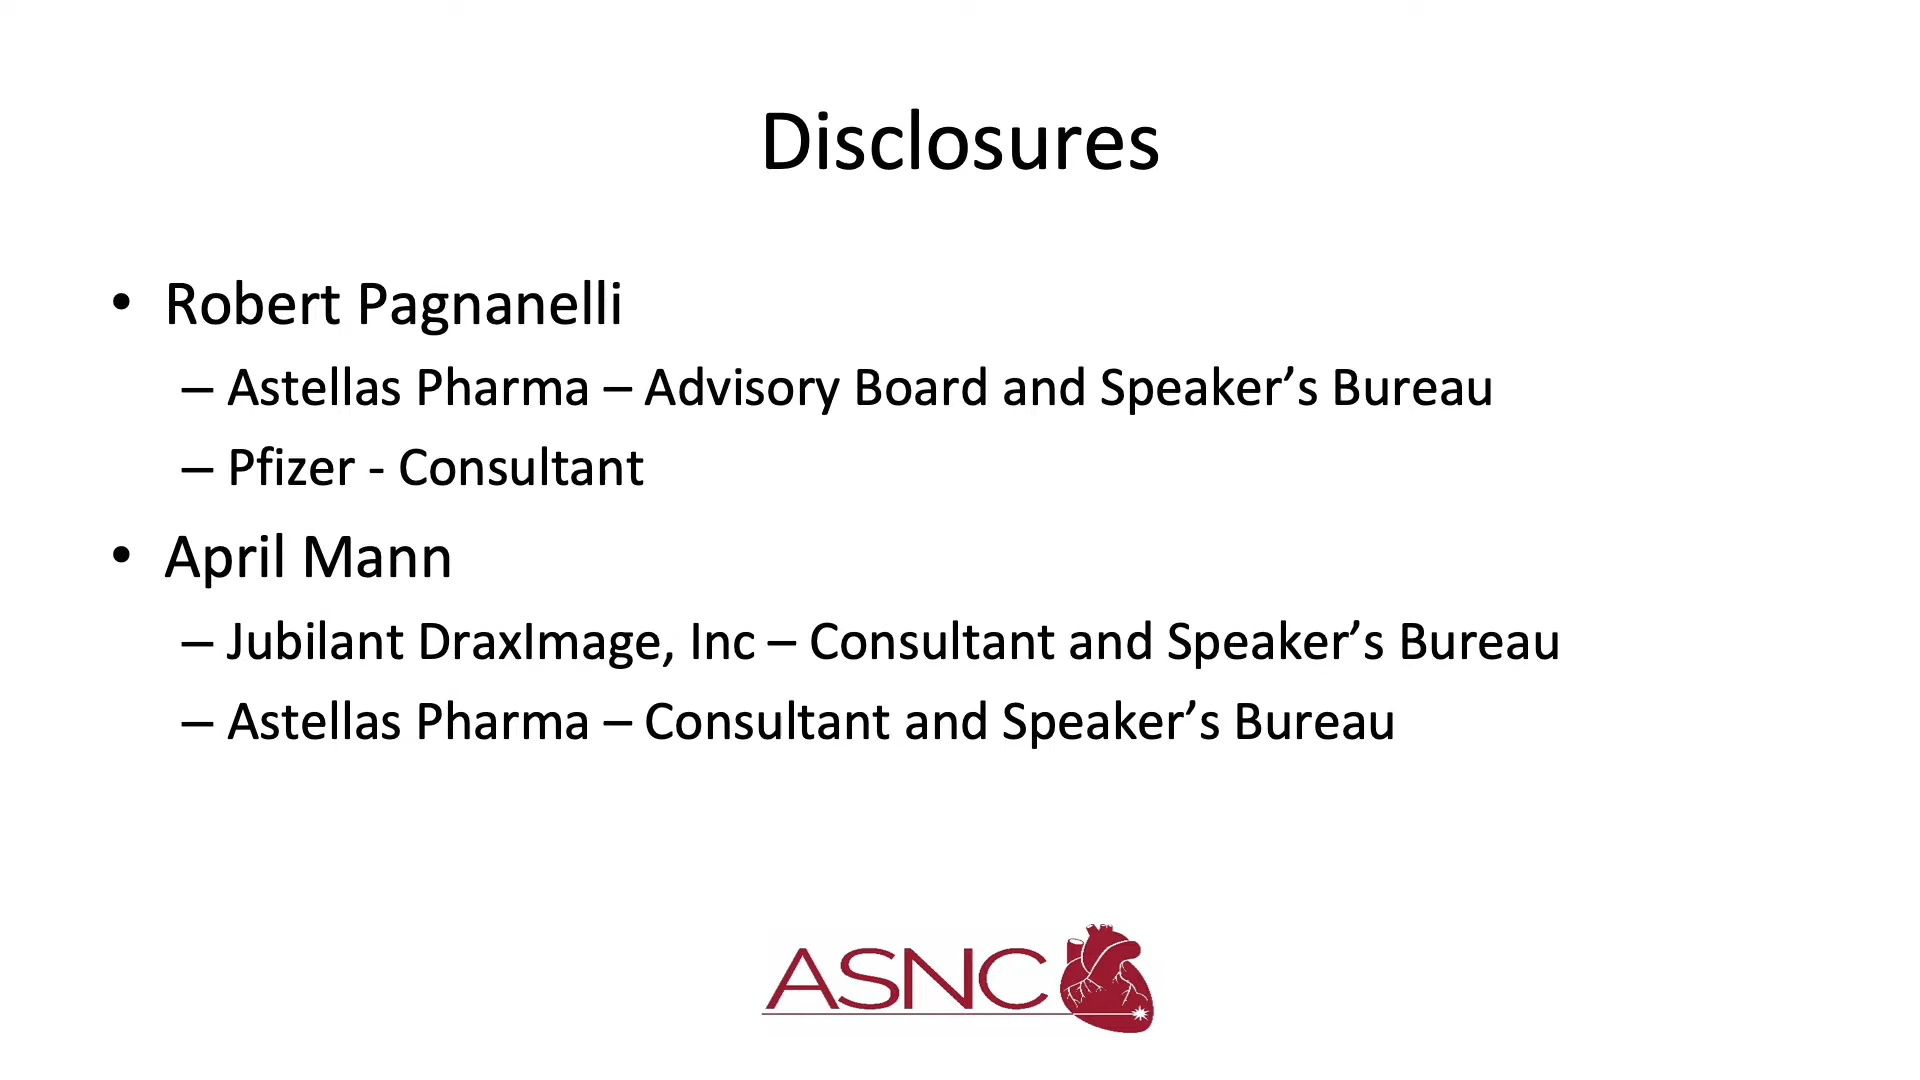 Disclosures
• Robert Pagnanelli
– Astellas Pharma – Advisory Board and Speaker’s Bureau
– Pfizer - Consultant
• April Mann
– Jubilant DraxImage, Inc – Consultant and Speaker’s Bureau
– Astellas Pharma – Consultant and Speaker’s Bureau
ASNC